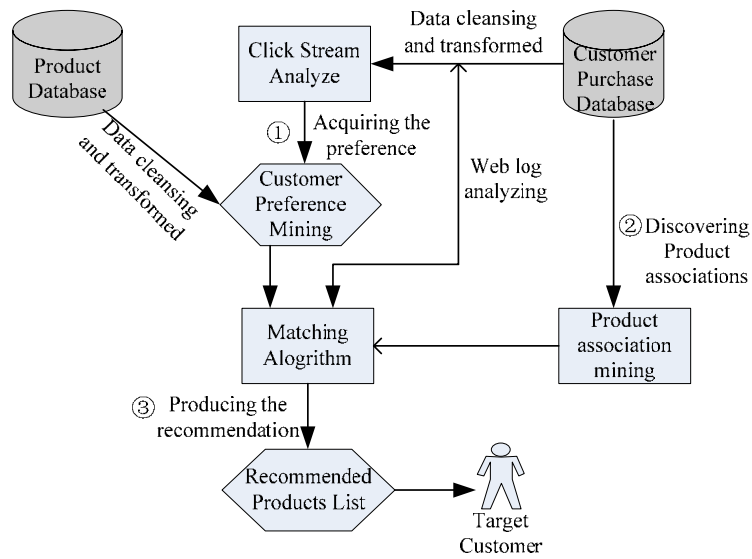 Product
Database
Click Stream
Analyze
Data cleansing
and transformed
Customer
Purchase
Database
Data cleansing
and transformed
① Acquiring the
preference
Customer
Preference
Mining
Web log
analyzing
② Discovering
Product
associations
Matching
Alogrithm
Product
association
mining
③ Producing the
recommendation
Recommended
Products List
Target
Customer